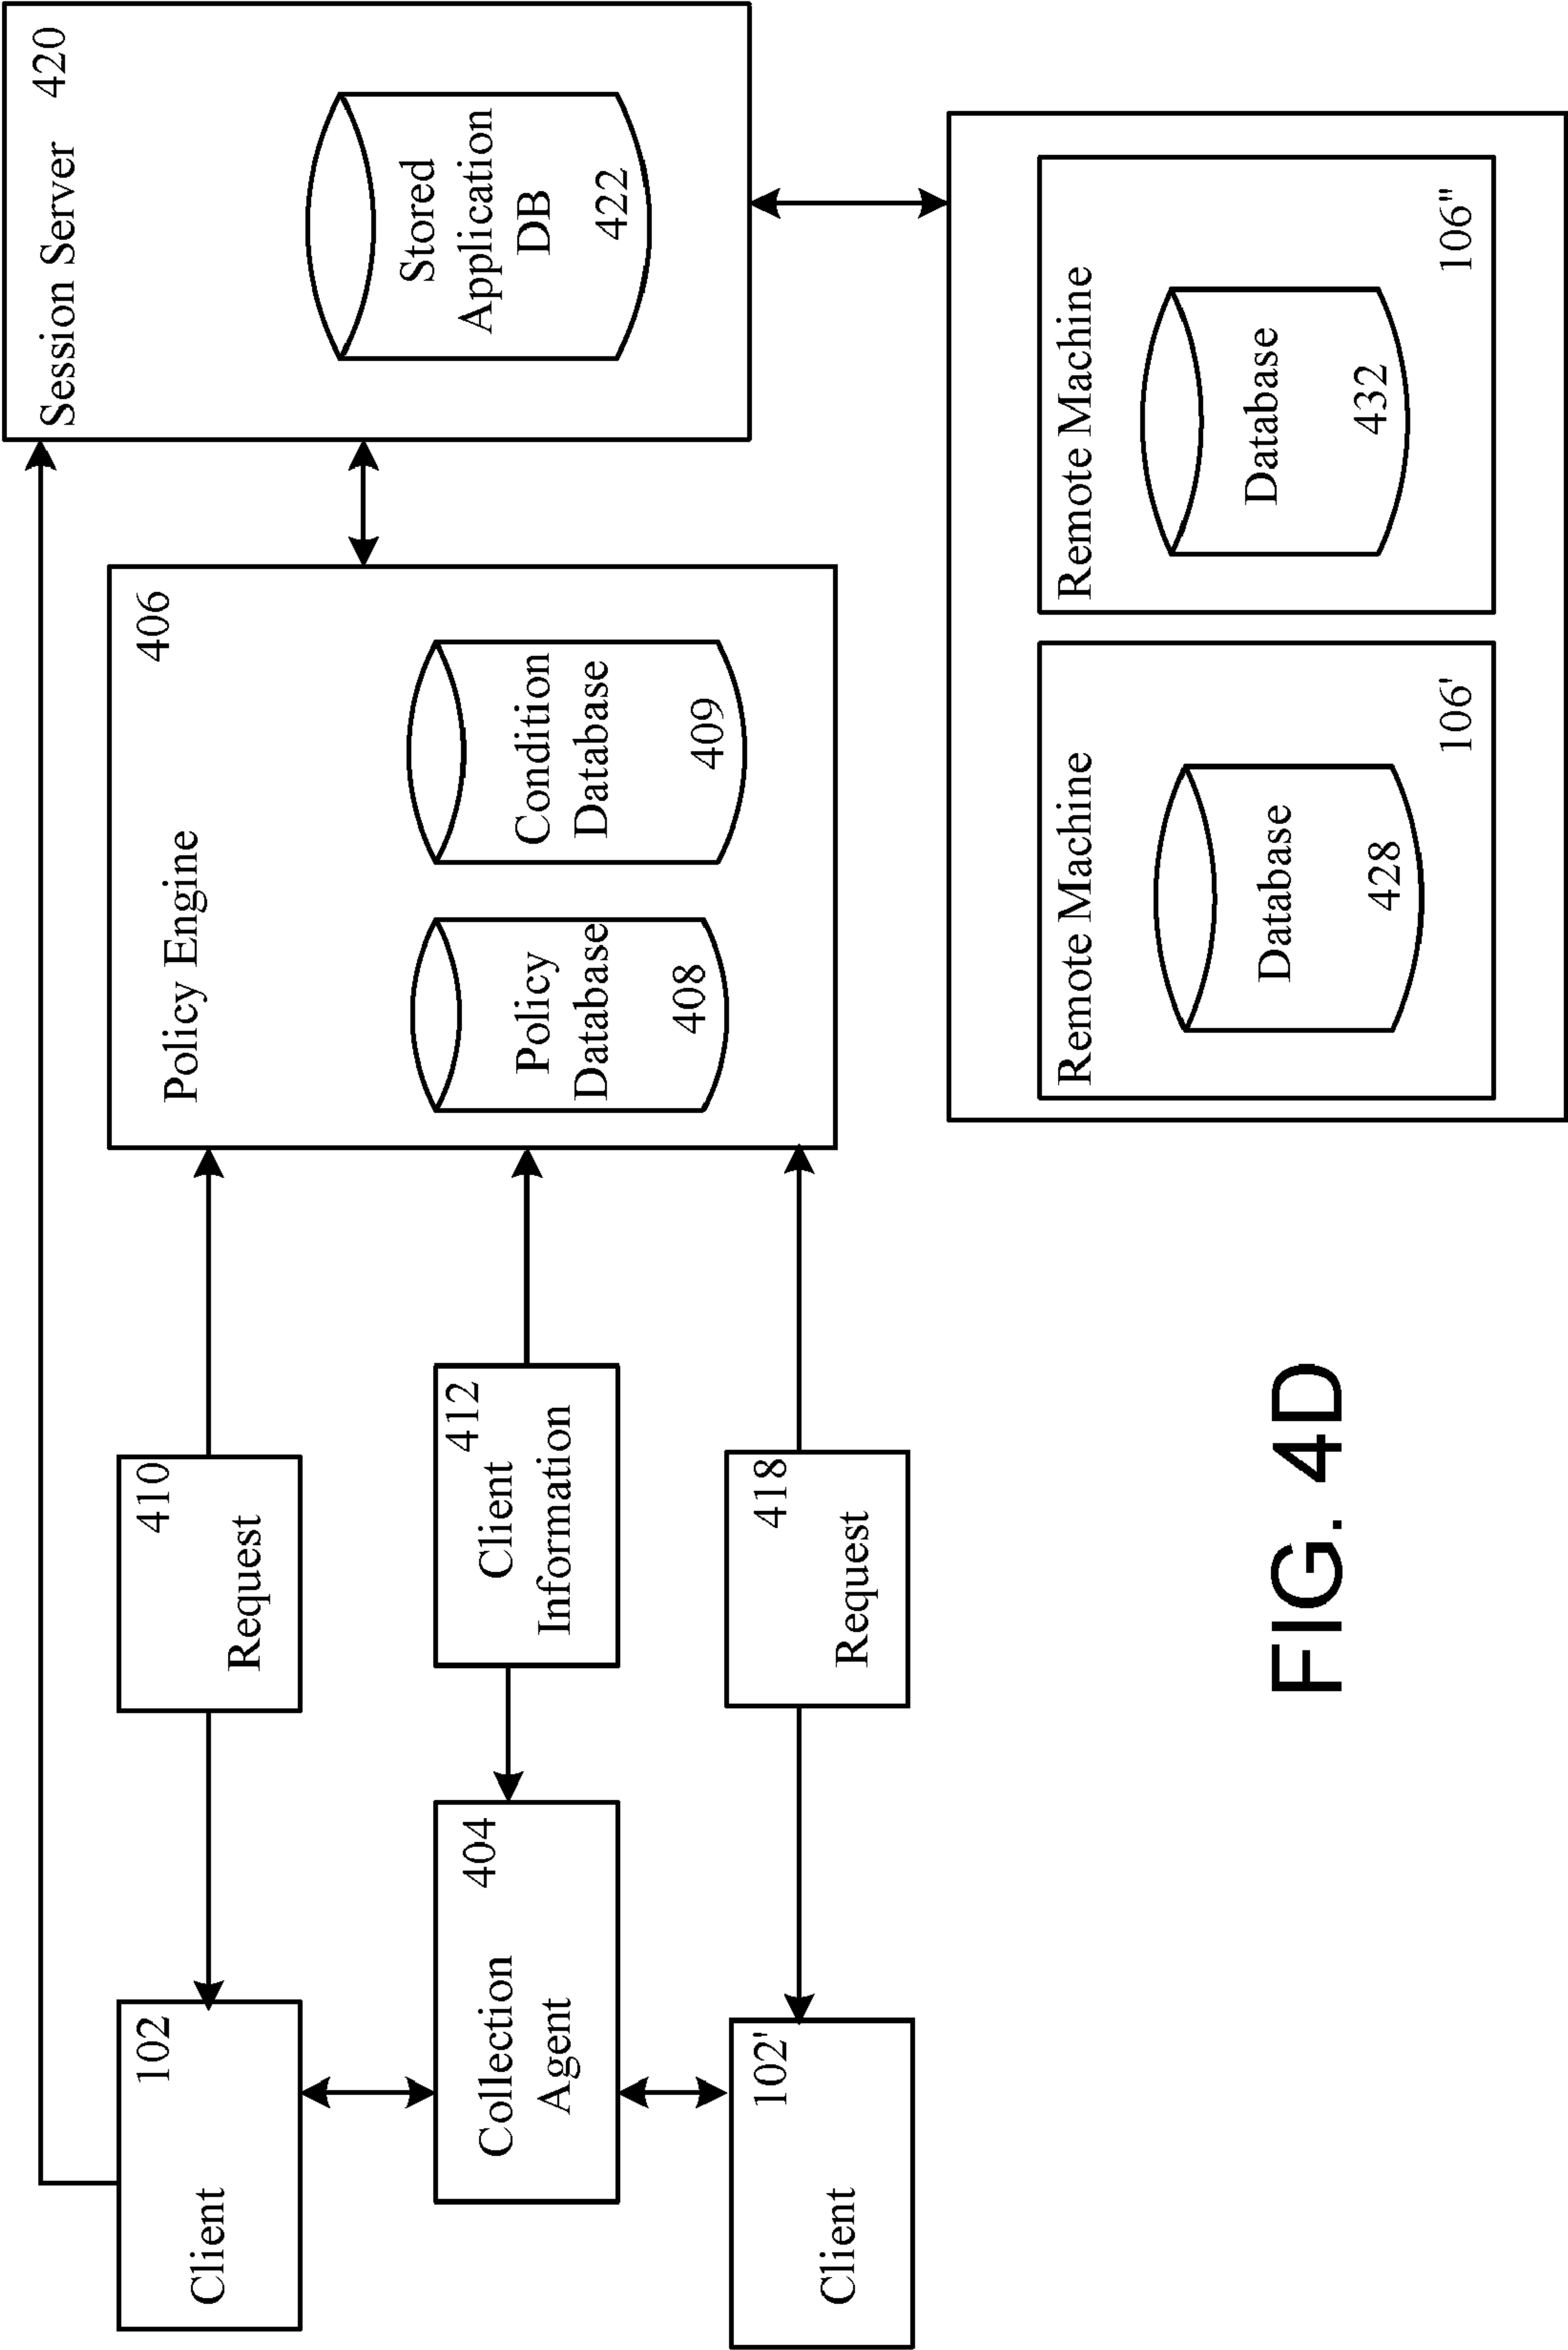 Client
102
Request
410
Policy Engine
406
Session Server
420
Collection
Agent
404
Client
Information
412
Policy
Database
408
Condition
Database
409
Stored
Application
DB
422
Client
102'
Request
418
Remote Machine
Database
428
106'
Remote Machine
Database
432
106"
FIG. 4D